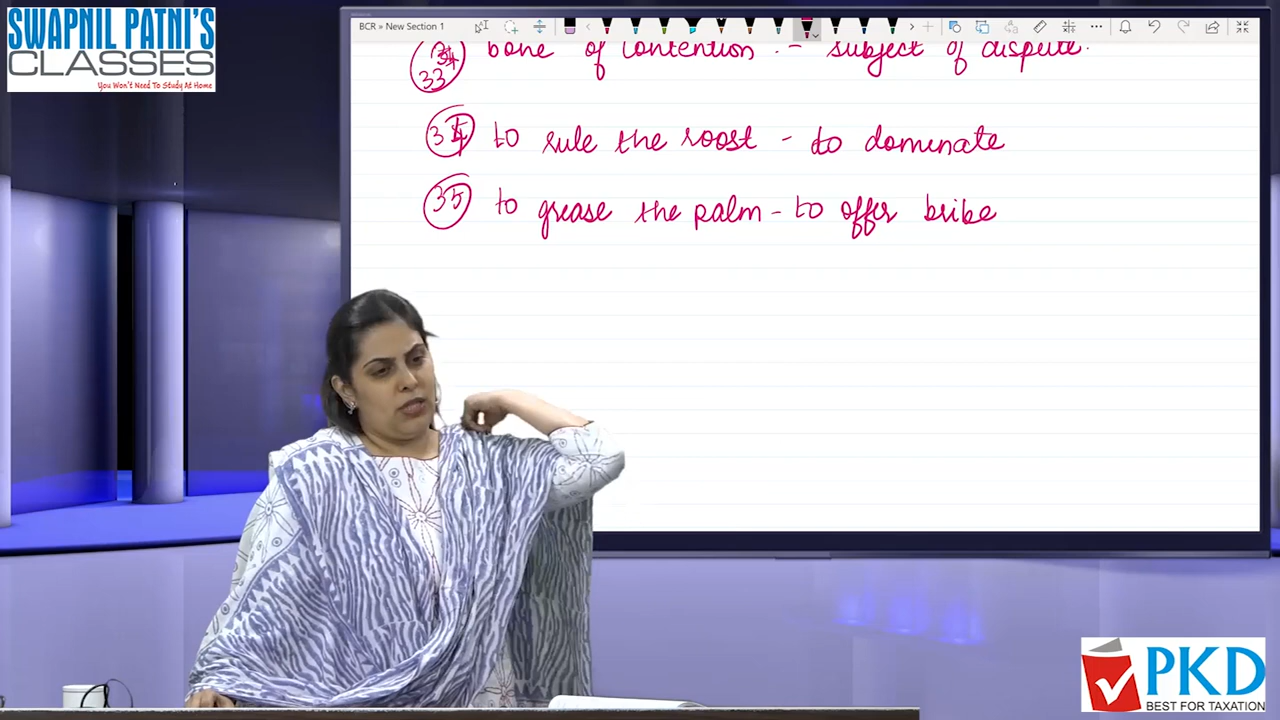 SWAPNIL PATNI'S
CLASSES
You Won't Need To Study At Home
BCR » New Section 1
33 bone of contention - subject of dispute.
34 to rule the roost - to dominate
35 to grease the palm - to offer bribe
PKD
BEST FOR TAXATION